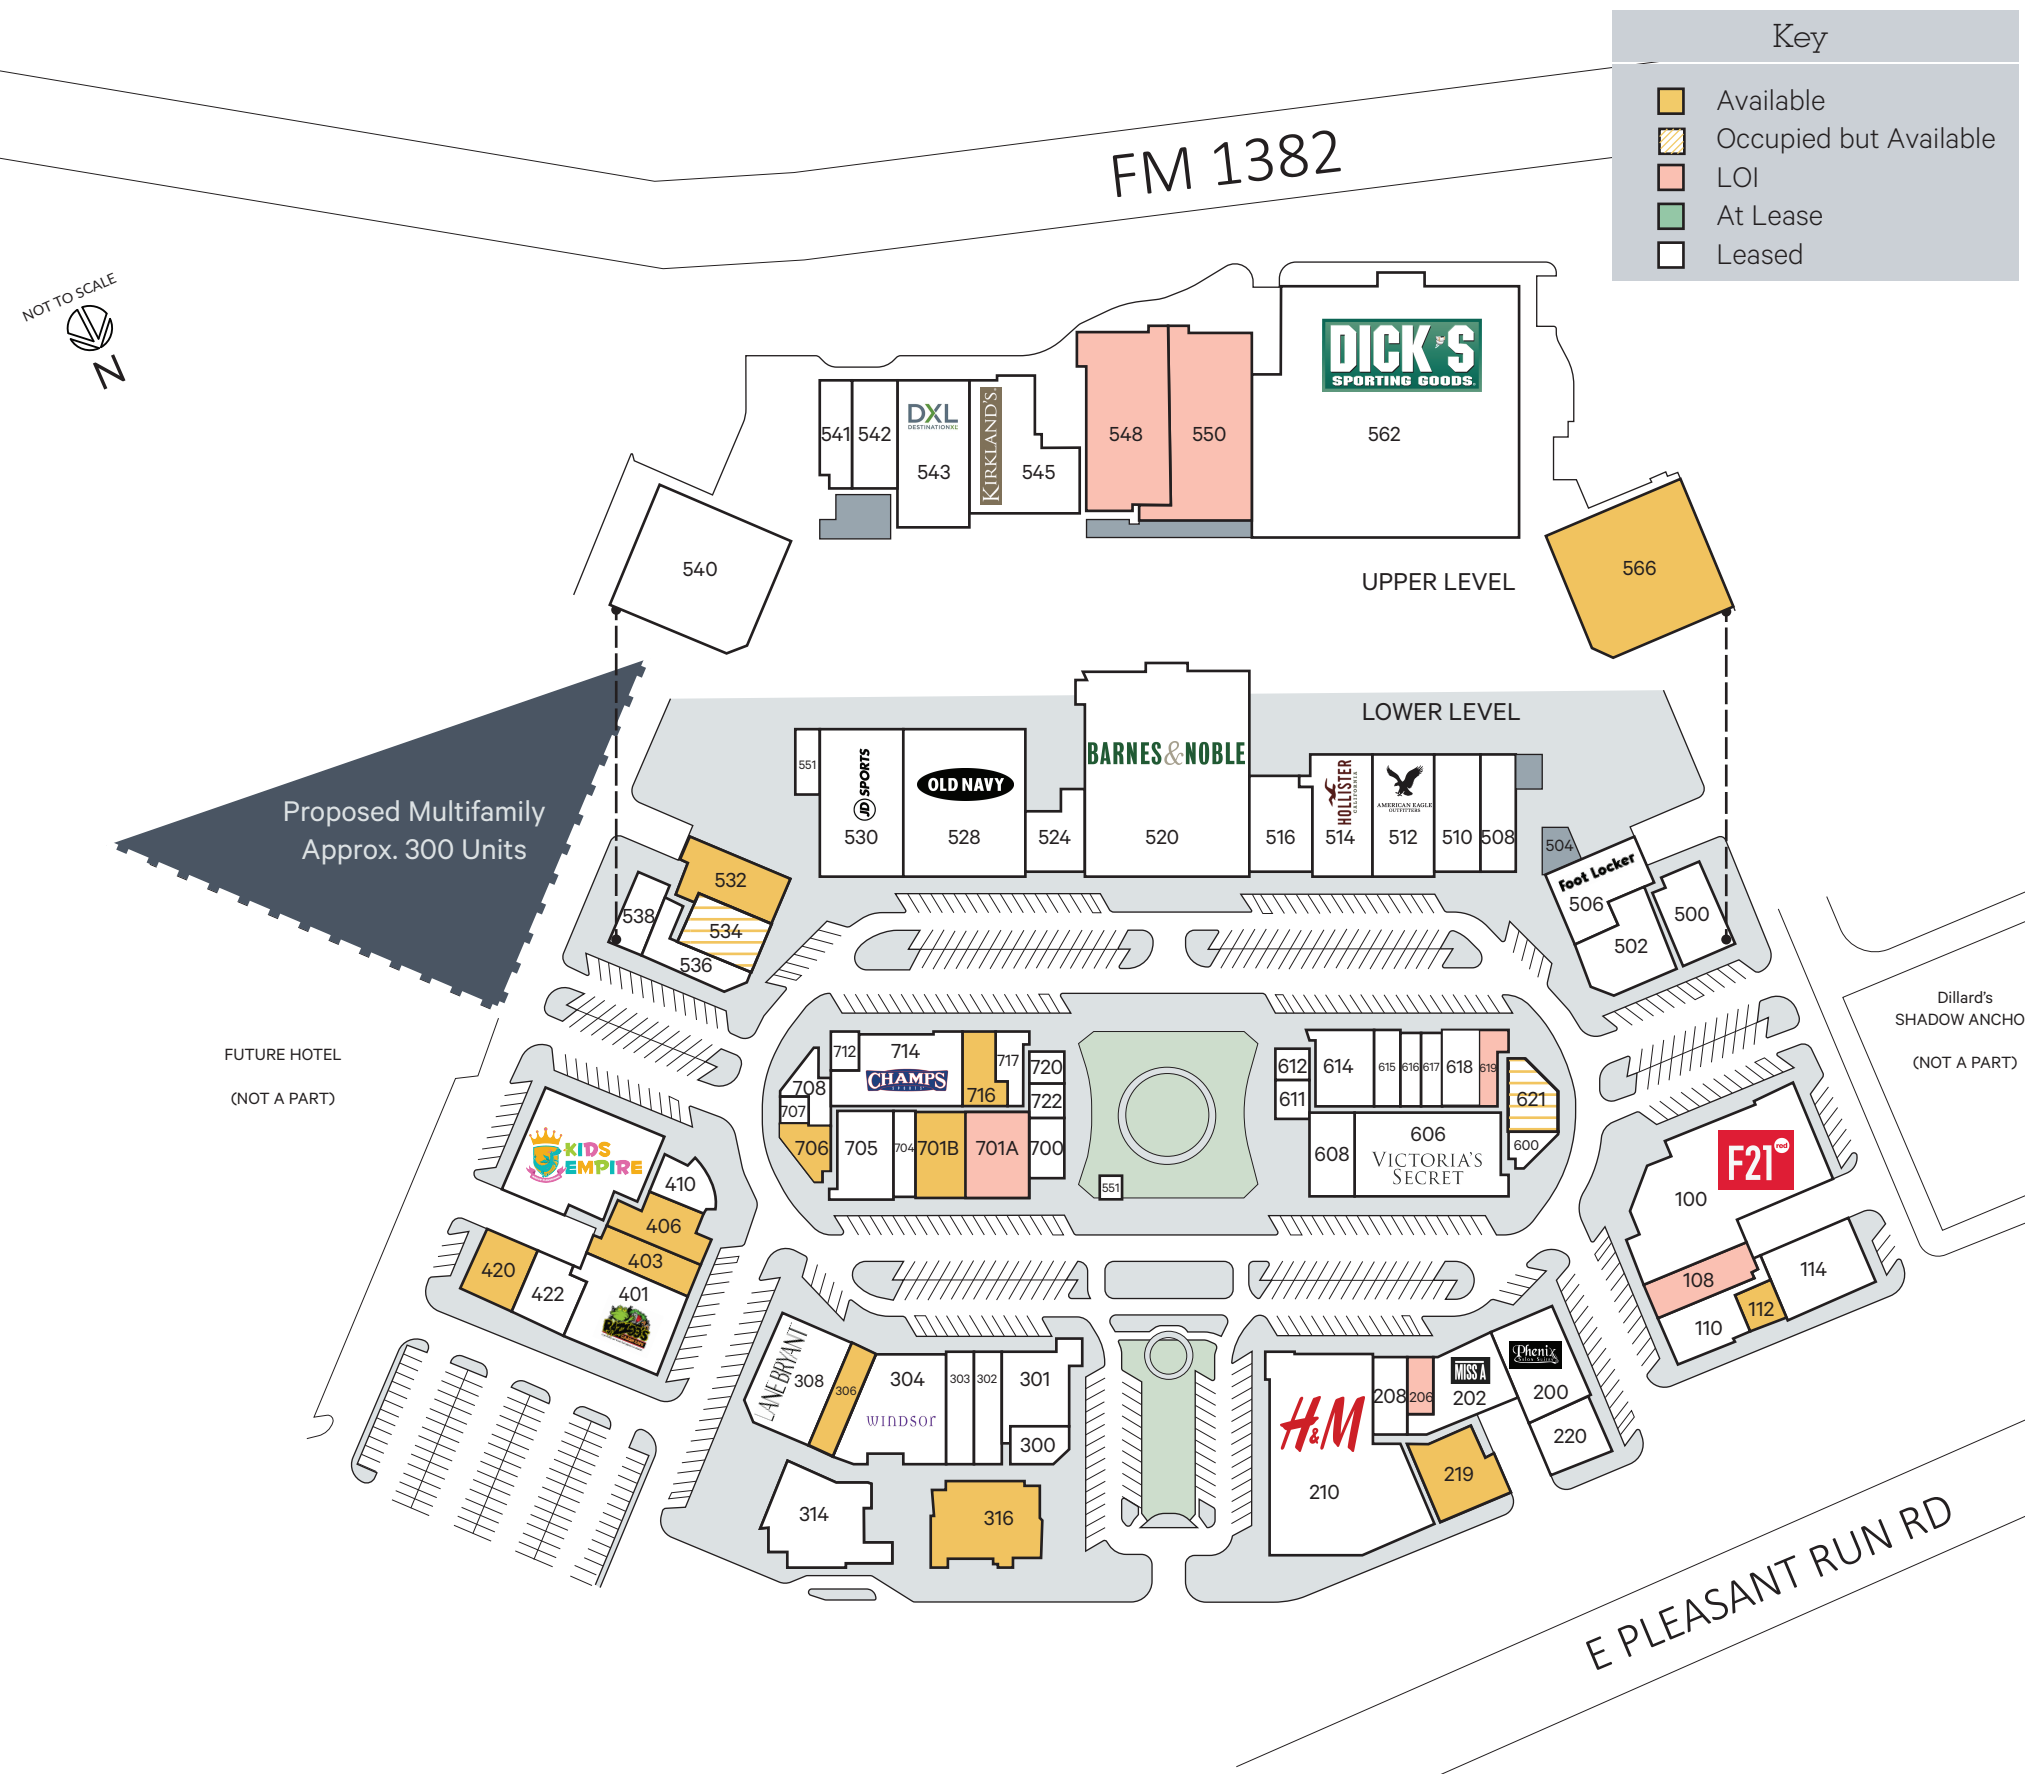 Key
Available
Occupied but Available
LOI
At Lease
Leased
FM 1382
NOT TO SCALE
N
DICK'S
SPORTING GOODS
562
DXL
DESTINATIONXL
KIRKLAND'S
541
542
543
545
548
550
540
566
UPPER LEVEL
LOWER LEVEL
Proposed Multifamily
Approx. 300 Units
551
JD SPORTS
530
OLD NAVY
528
524
BARNES&NOBLE
520
516
HOLLISTER
CALIFORNIA
514
AMERICAN EAGLE
OUTFITTERS
512
510
508
504
Foot Locker
506
502
500
532
538
534
536
Dillard's
SHADOW ANCHO
(NOT A PART)
FUTURE HOTEL
(NOT A PART)
712
714
CHAMPS
717
716
720
722
708
707
706
705
704
701B
701A
700
551
612
611
614
615
616
617
618
619
621
600
608
606
VICTORIA'S
SECRET
KIDS
EMPIRE
410
406
403
420
422
401
RAZZOO'S
F21
red
100
108
110
112
114
LANE BRYANT
308
306
304
WINDSOR
303
302
301
300
314
316
H&M
210
208
206
MISS A
202
Phenix
Salon Suites
200
220
219
E PLEASANT RUN RD